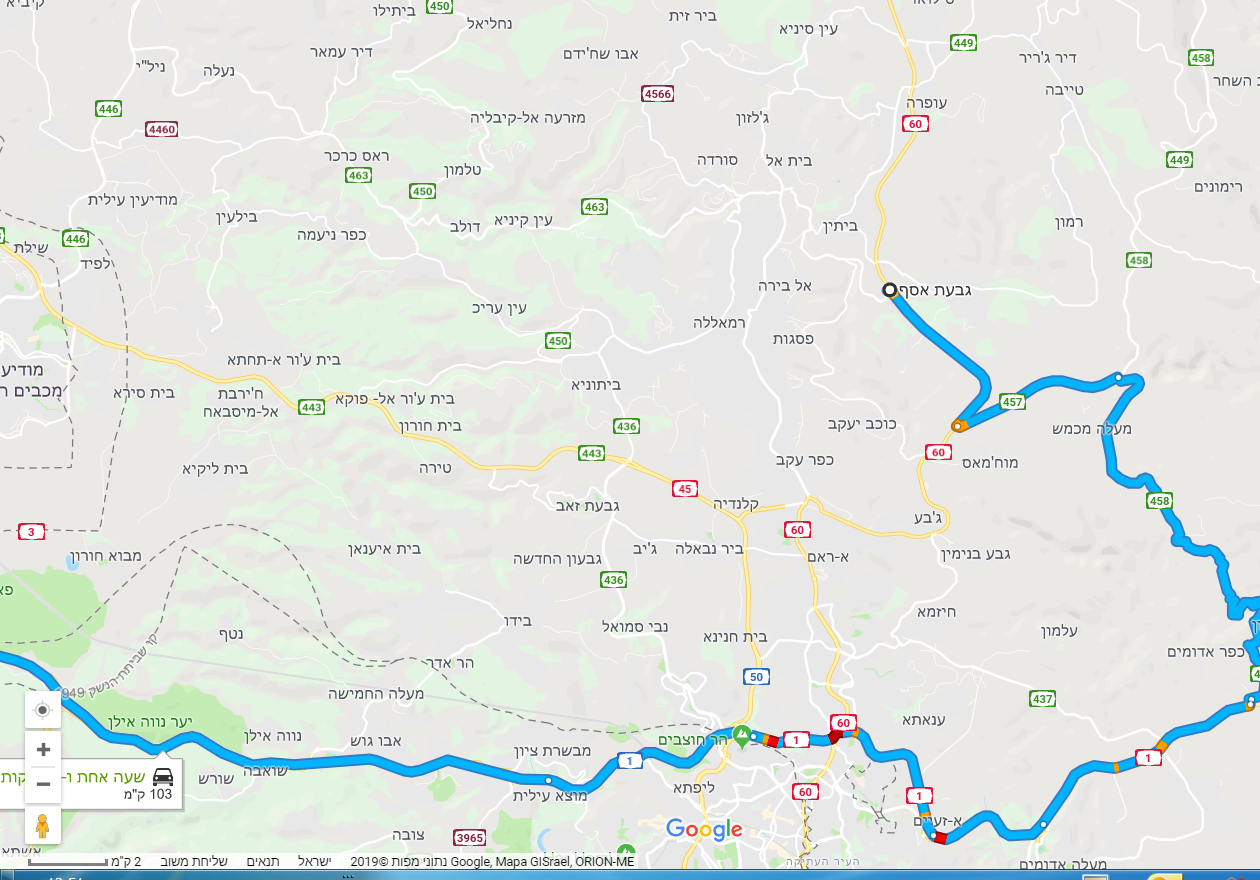 ביתילו
450
נחליאל
ביר זית
עין סיניא
449
דיר ג'ריר
458
דיר עמאר
אבו שח'ידם
ניל"י
נעלה
טייבה
446
4566
עופרה
60
4460
מזרעה אל-קיבליה
ג'לזון
ראס כרכר
463
טלמון
סורדה
בית אל
449
450
רימונים
מודיעין עילית
בילעין
463
עין קיניא
דולב
כפר ניעמה
ביתין
רמון
446
שילת
לפיד
458
אל בירה
גבעת אסף
עין עריכ
רמאללה
450
פסגות
בית ע'ור א-תחתא
מודיע
מכבים ר
בית סירא
ח'ירבת
אל-מיסבאח
443
בית ע'ור אל- פוקא
ביתוניא
457
בית חורון
436
כוכב יעקב
מעלה מכמש
443
60
בית ליקיא
טירה
כפר עקב
מוח'מאס
45
קלנדיה
458
גבעת זאב
ג'בע
3
60
מבוא חורון
בית איענאן
גבעון החדשה
ג'יב
ביר נבאלה
א-ראם
גבע בנימין
436
חיזמא
בידו
נבי סמואל
בית חנינא
עלמון
נטף
כפר אדומים
הר אדר
קו שביתת הנשק 1949
50
מעלה החמישה
437
יער נווה אילן
נווה אילן
אבו גוש
מבשרת ציון
הר חוצבים
1
60
ענאתא
1
1
שעה אחת ו-
קות
103 ק"מ
שורש
שואבה
מוצא עילית
ליפתא
60
1
א-זעיים
צובה
3965
Google
העיר העתיקה
מעלה אדומים
2 ק"מ
שליחת משוב
תנאים
ישראל
נתוני מפות ©2019 Google, Mapa GISrael, ORION-ME